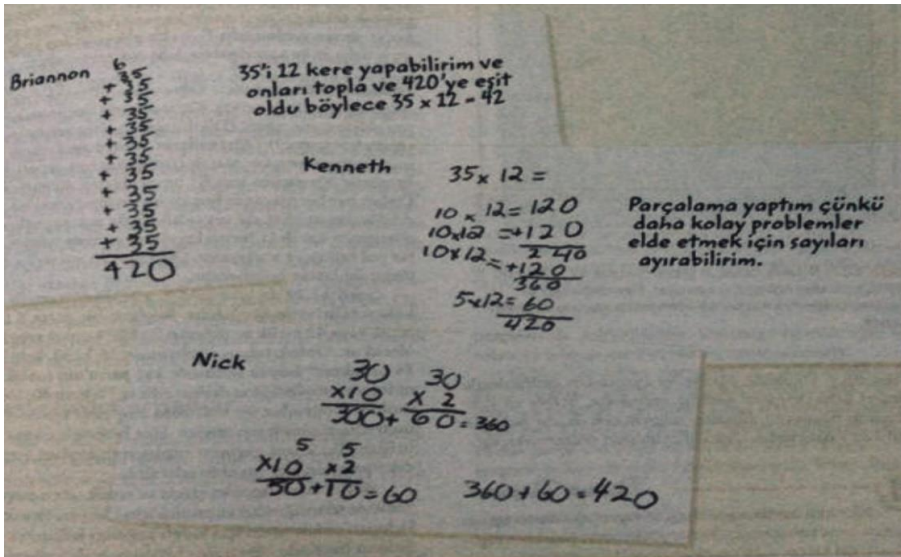 Briannon
6
35
+ 35
+ 35
+ 35
+ 35
+ 35
+ 35
+ 35
+ 35
+ 35
+ 35
+ 35
420
35'i 12 kere yapabilirim ve
onları topla ve 420'ye eşit
oldu böylece 35 x 12 - 42
Kenneth
35 x 12 =
10 x 12 = 120
10x12 = +120
240
10x12 = +120
360
5x12= 60
420
Parçalama yaptım çünkü
daha kolay problemler
elde etmek için sayıları
ayırabilirim.
Nick
30 30
x10 x 2
300 + 60 = 360
5 5
x10 x2
50 + 10 = 60 360 + 60 = 420